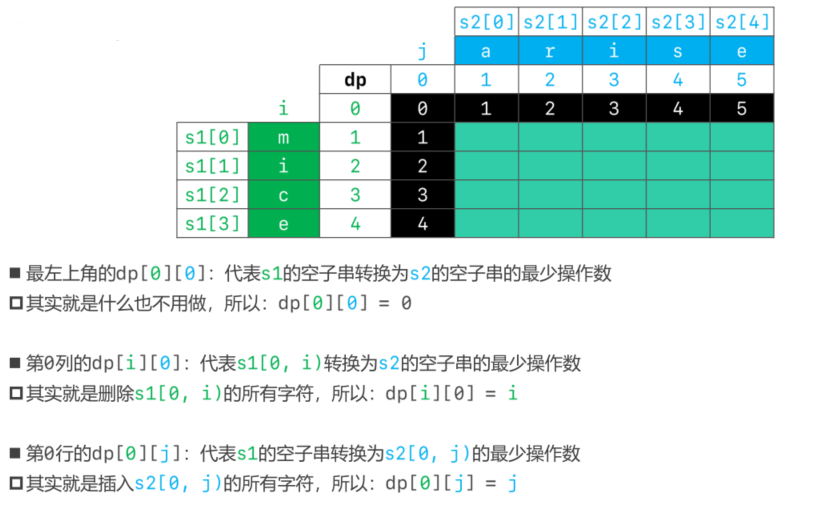 s2[0] s2[1] s2[2] s2[3] s2[4]
j a r i s e
dp 0 1 2 3 4 5
i 0 0 1 2 3 4 5
s1[0] m 1 1
s1[1] i 2 2
s1[2] c 3 3
s1[3] e 4 4
■ 最左上角的dp[0][0]：代表s1的空子串转换为s2的空子串的最少操作数
其实就是什么也不用做，所以：dp[0][0] = 0
■ 第0列的dp[i][0]：代表s1[0, i)转换为s2的空子串的最少操作数
其实就是删除s1[0, i)的所有字符，所以：dp[i][0] = i
■ 第0行的dp[0][j]：代表s1的空子串转换为s2[0, j)的最少操作数
其实就是插入s2[0, j)的所有字符，所以：dp[0][j] = j